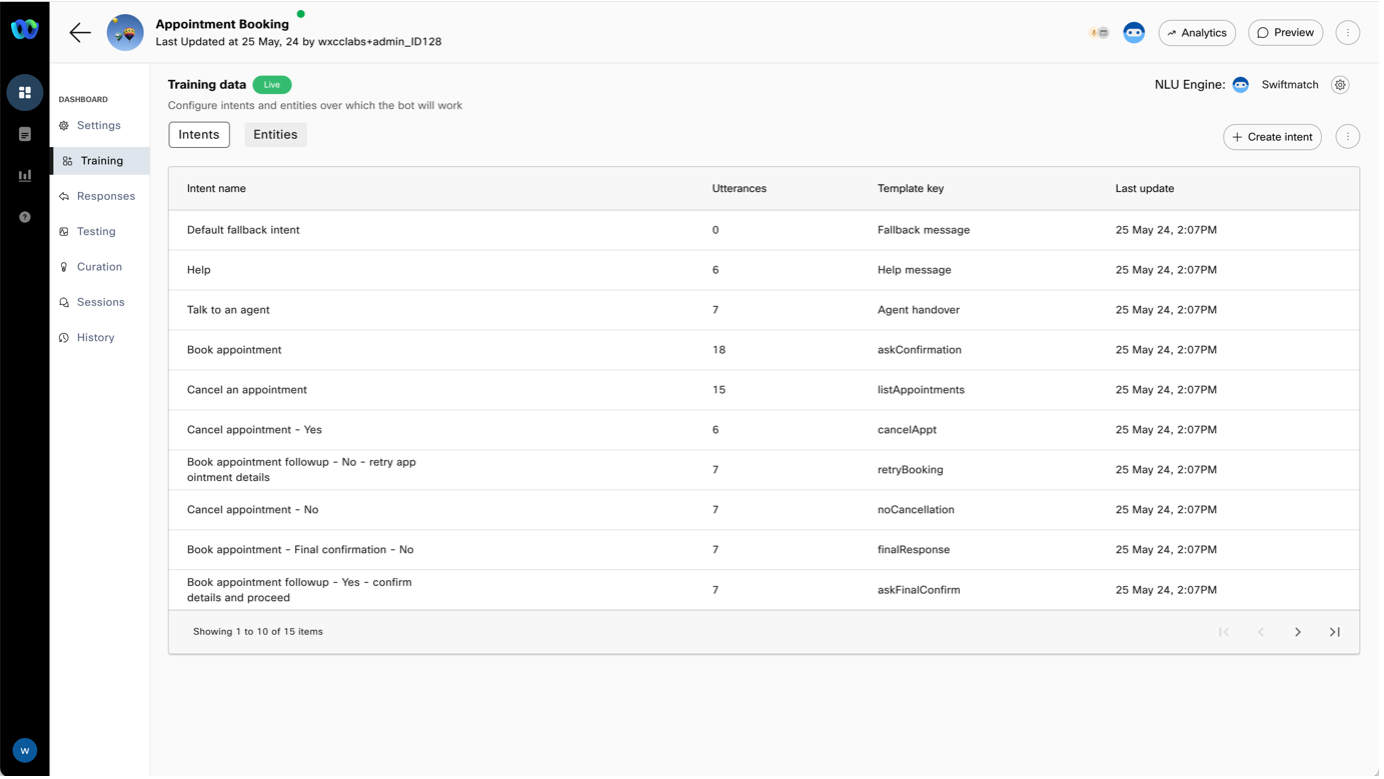 Appointment Booking
Last Updated at 25 May, 24 by wxcclabs+admin_ID128
Analytics
Preview
DASHBOARD
Settings
Training
Responses
Testing
Curation
Sessions
History
Training data Live
Configure intents and entities over which the bot will work
NLU Engine: Swiftmatch
Intents Entities
+ Create intent
Intent name Utterances Template key Last update
Default fallback intent 0 Fallback message 25 May 24, 2:07PM
Help 6 Help message 25 May 24, 2:07PM
Talk to an agent 7 Agent handover 25 May 24, 2:07PM
Book appointment 18 askConfirmation 25 May 24, 2:07PM
Cancel an appointment 15 listAppointments 25 May 24, 2:07PM
Cancel appointment - Yes 6 cancelAppt 25 May 24, 2:07PM
Book appointment followup - No - retry app
ointment details 7 retryBooking 25 May 24, 2:07PM
Cancel appointment - No 7 noCancellation 25 May 24, 2:07PM
Book appointment - Final confirmation - No 7 finalResponse 25 May 24, 2:07PM
Book appointment followup - Yes - confirm
details and proceed 7 askFinalConfirm 25 May 24, 2:07PM
Showing 1 to 10 of 15 items
W